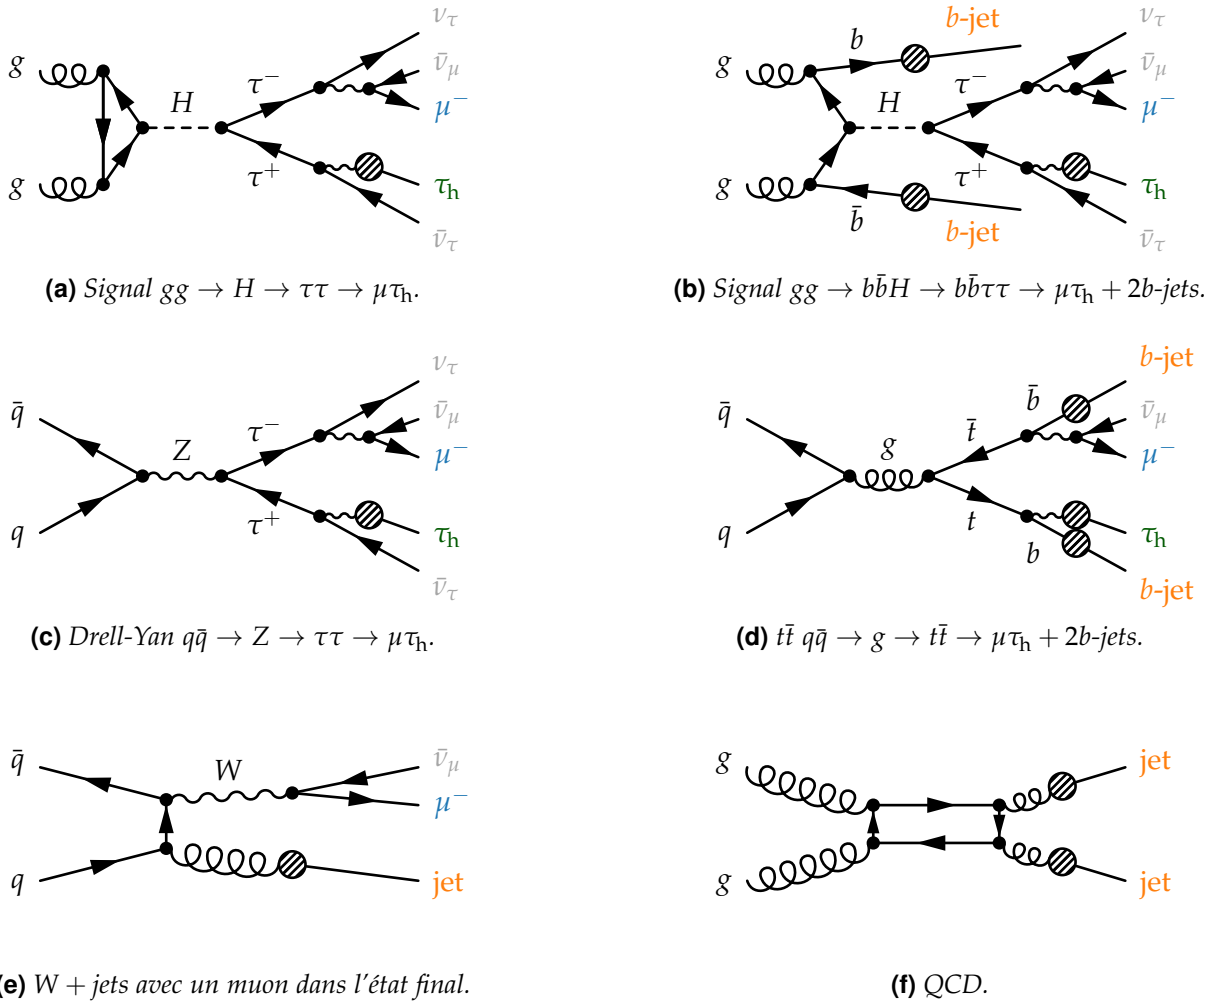 g
g
H
τ⁻
τ⁺
ν_τ
ν̄_μ
μ⁻
τ_h
ν̄_τ
(a) Signal gg → H → ττ → μτ_h.
g
g
b
b̄
b-jet
b-jet
H
τ⁻
τ⁺
ν_τ
ν̄_μ
μ⁻
τ_h
ν̄_τ
(b) Signal gg → bb̄H → bb̄ττ → μτ_h + 2b-jets.
q̄
q
Z
τ⁻
τ⁺
ν_τ
ν̄_μ
μ⁻
τ_h
ν̄_τ
(c) Drell-Yan qq̄ → Z → ττ → μτ_h.
q̄
q
g
t̄
t
b̄
b
b-jet
ν̄_μ
μ⁻
τ_h
b-jet
(d) tt̄ qq̄ → g → tt̄ → μτ_h + 2b-jets.
q̄
q
W
ν̄_μ
μ⁻
jet
(e) W + jets avec un muon dans l'état final.
g
g
jet
jet
(f) QCD.